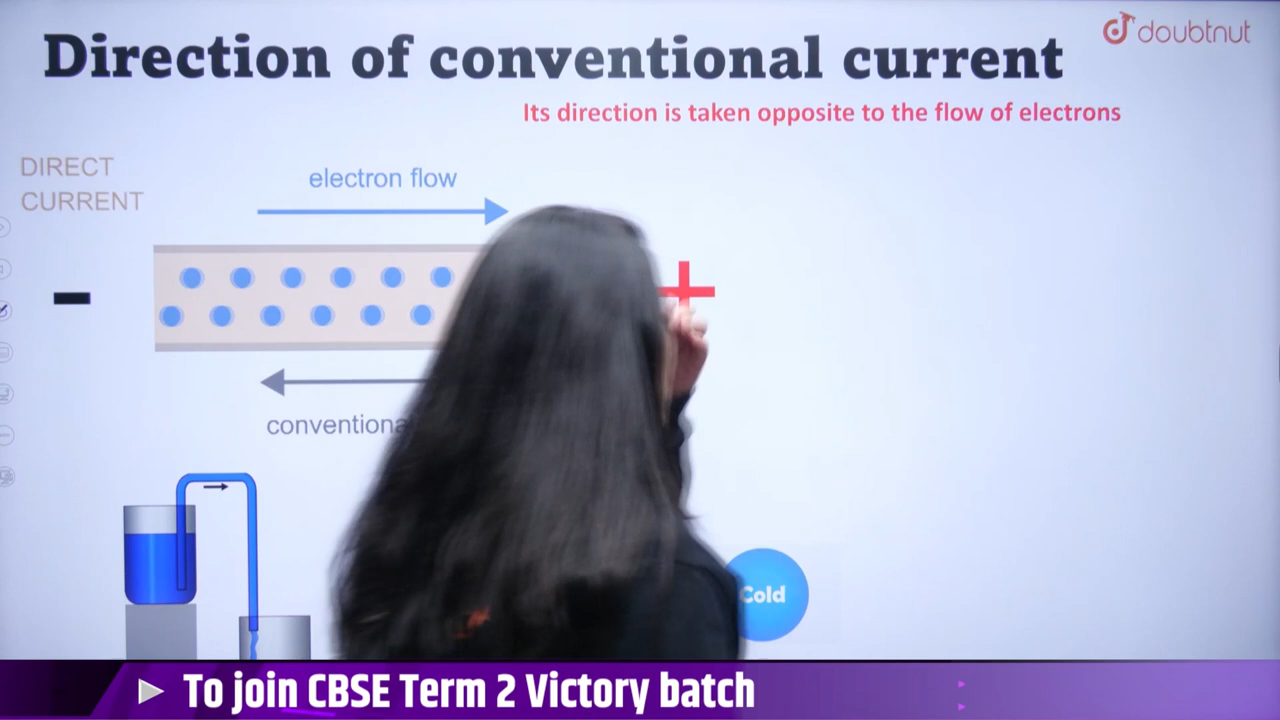 Direction of conventional current
doubtnut
Its direction is taken opposite to the flow of electrons
DIRECT
CURRENT
electron flow
-
+
conventiona
Cold
To join CBSE Term 2 Victory batch